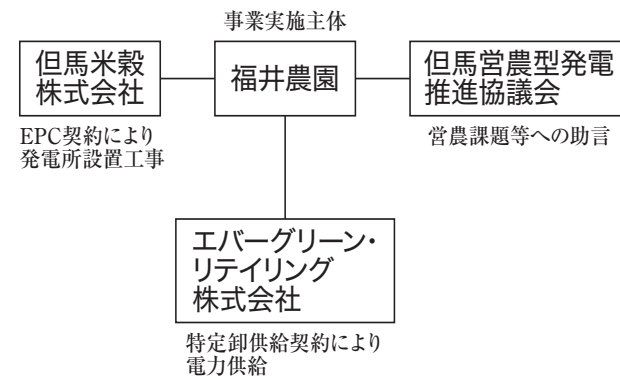 事業実施主体
但馬米穀
株式会社
福井農園
但馬営農型発電
推進協議会
EPC契約により
発電所設置工事
営農課題等への助言
エバーグリーン・
リテイリング
株式会社
特定卸供給契約により
電力供給